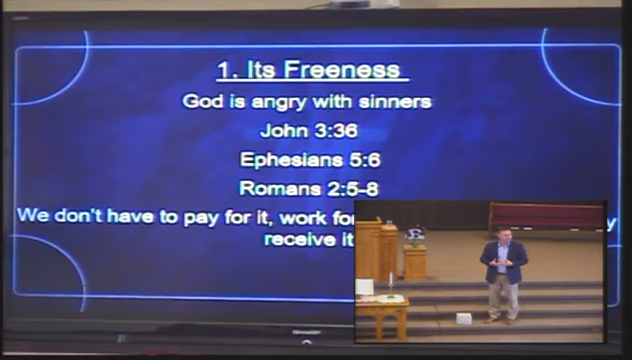 1. Its Freeness
God is angry with sinners
John 3:36
Ephesians 5:6
Romans 2:5-8
We don't have to pay for it, work for
receive it